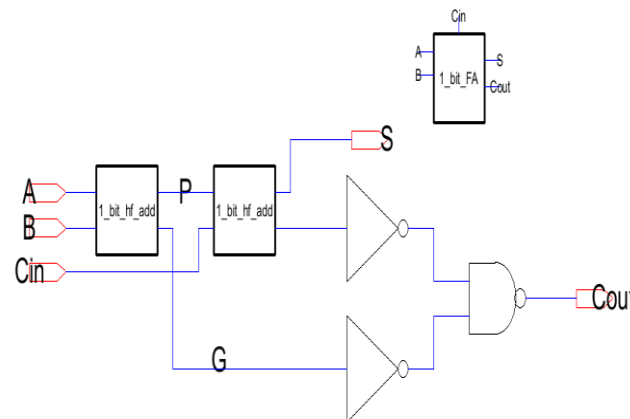 Cin
A
B
1_bit_FA
S
Cout
S
A
B
Cin
1_bit_hf_add
P
1_bit_hf_add
G
Cout